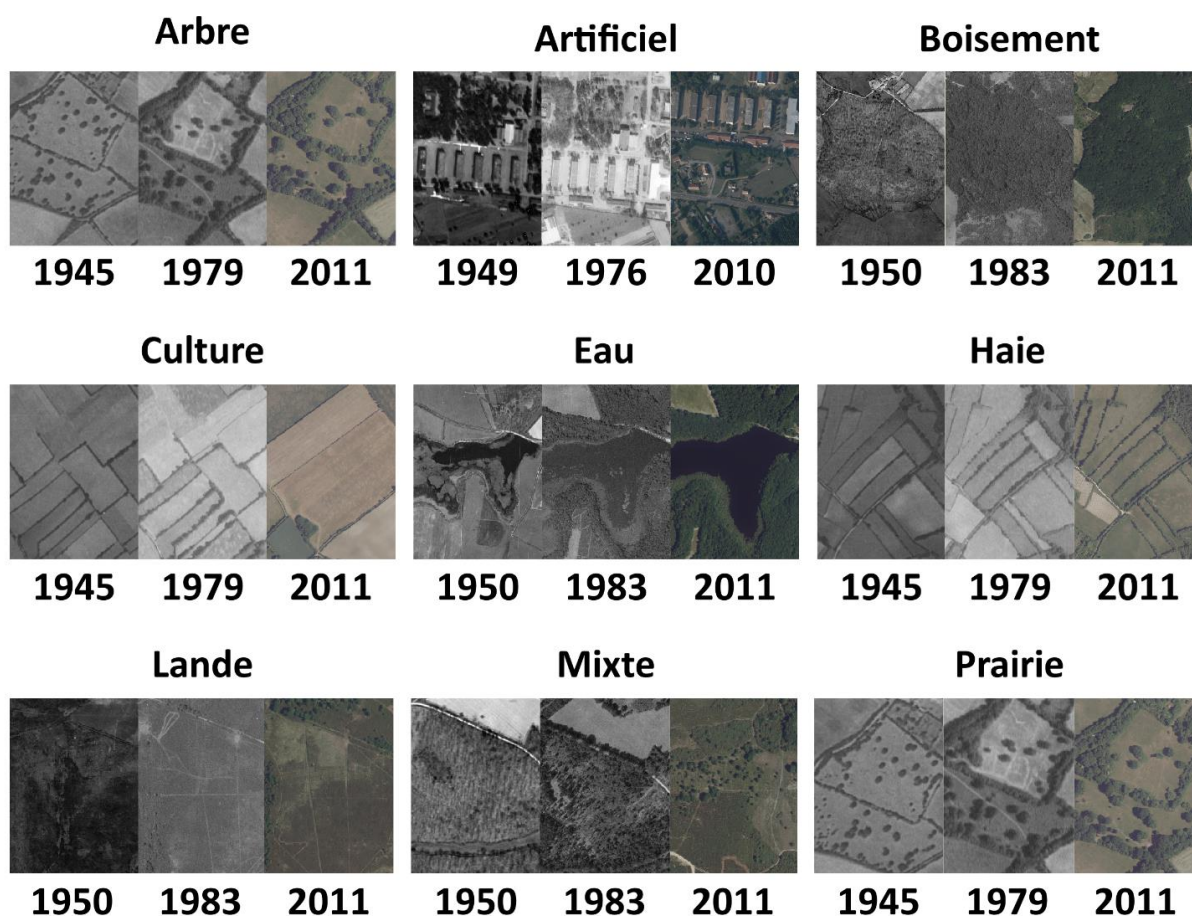 Arbre
Artificiel
Boisement
1945 1979 2011
1949 1976 2010
1950 1983 2011
Culture
Eau
Haie
1945 1979 2011
1950 1983 2011
1945 1979 2011
Lande
Mixte
Prairie
1950 1983 2011
1950 1983 2011
1945 1979 2011